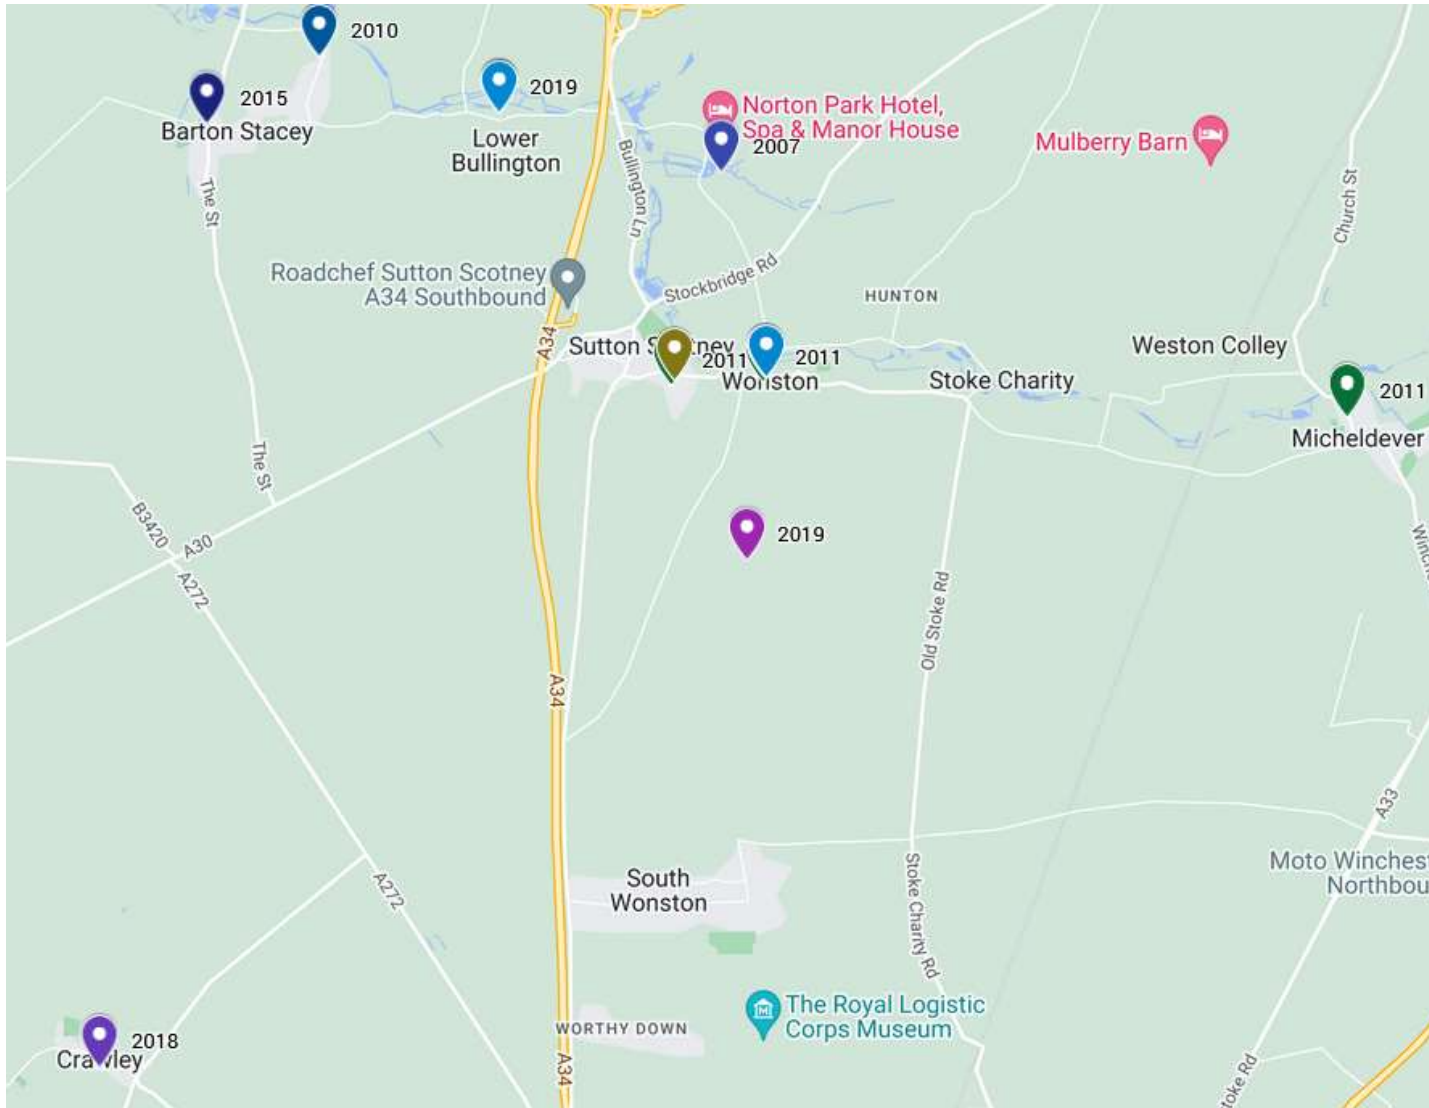 2010
2015
Barton Stacey
2019
Lower
Bullington
Norton Park Hotel,
Spa & Manor House
2007
Mulberry Barn
The St
Bullington Ln
Church St
Roadchef Sutton Scotney
A34 Southbound
Stockbridge Rd
HUNTON
A34
2011
2011
Wonston
Stoke Charity
Weston Colley
2011
Micheldever
The St
B3420
A30
A272
2019
Old Stoke Rd
A34
A33
A272
South
Wonston
Stoke Charity Rd
Moto
Northbou
The Royal Logistic
Corps Museum
WORTHY DOWN
2018
A34